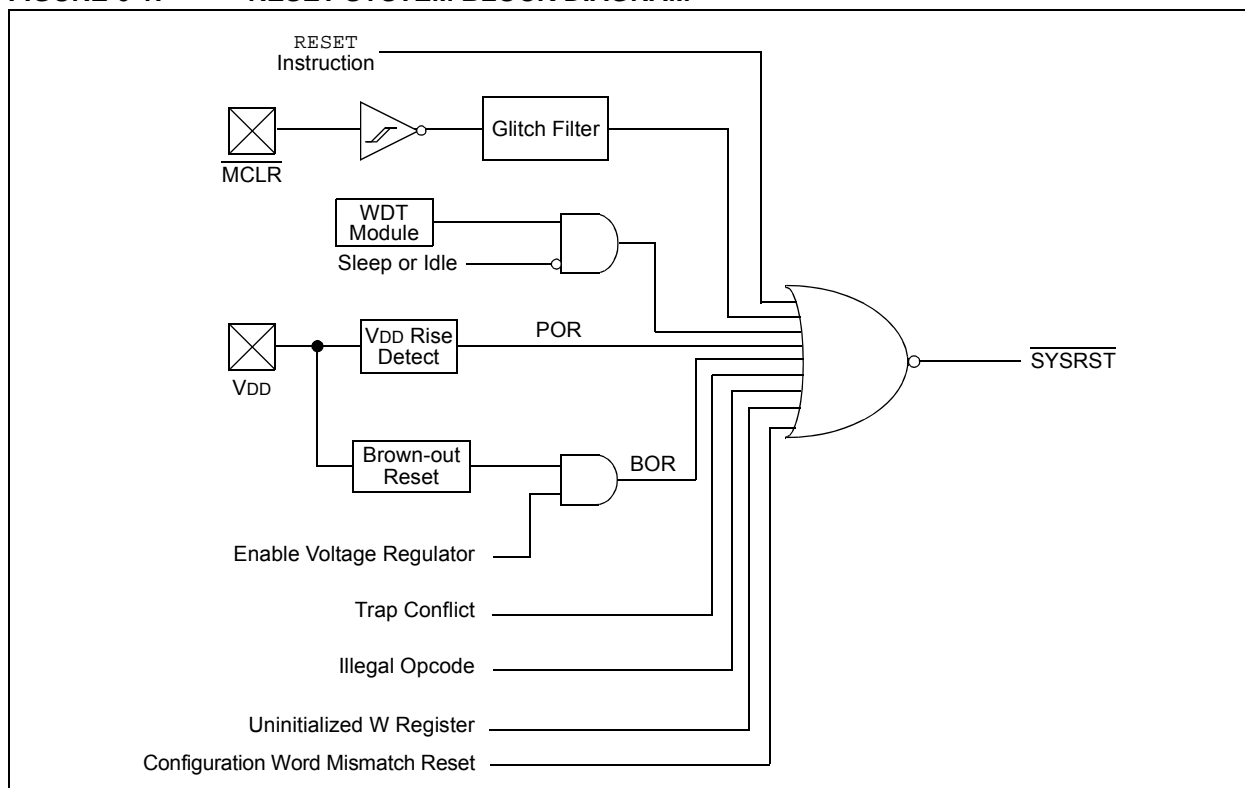 RESET
Instruction
Glitch Filter
MCLR
WDT
Module
Sleep or Idle
VDD Rise
Detect
POR
VDD
SYSRST
Brown-out
Reset
BOR
Enable Voltage Regulator
Trap Conflict
Illegal Opcode
Uninitialized W Register
Configuration Word Mismatch Reset